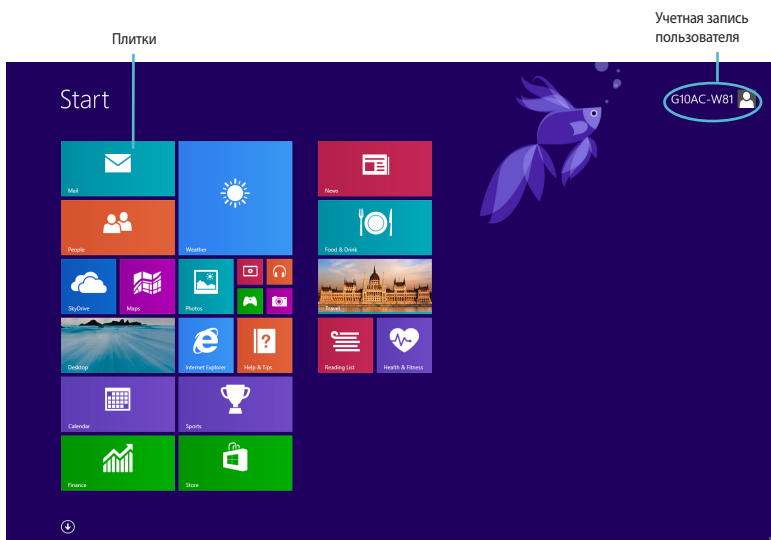 Учетная запись
пользователя
Плитки
Start
G10AC-W81
Mail
People
Weather
SkyDrive
Maps
Photos
Desktop
Internet Explorer
Help & Tips
Calendar
Sports
Finance
Store
News
Food & Drink
Travel
Reading List
Health & Fitness